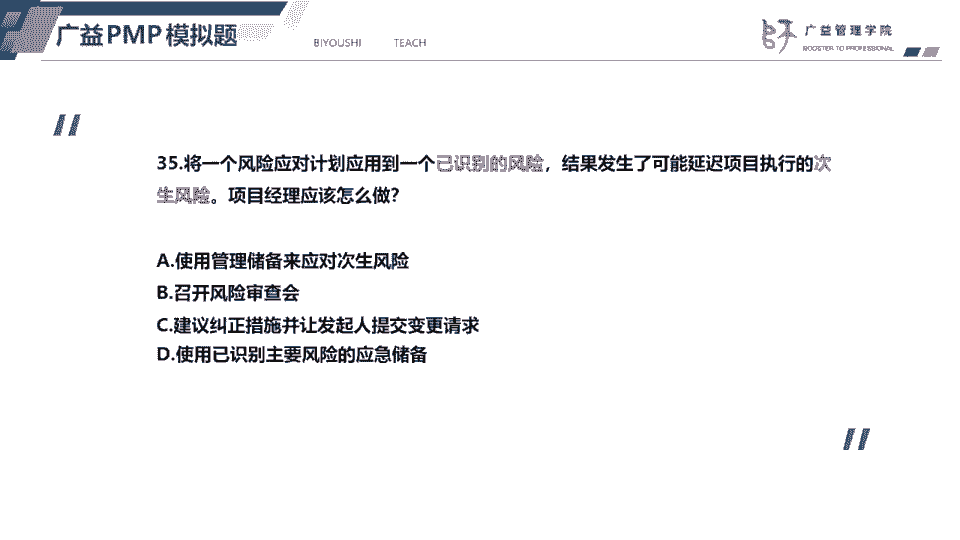 广益PMP模拟题
BIYOUSHI TEACH
广益管理学院
BOOSTER TO PROFESSIONAL
35.将一个风险应对计划应用到一个已识别的风险，结果发生了可能延迟项目执行的次
生风险。项目经理应该怎么做?
A.使用管理储备来应对次生风险
B.召开风险审查会
C.建议纠正措施并让发起人提交变更请求
D.使用已识别主要风险的应急储备